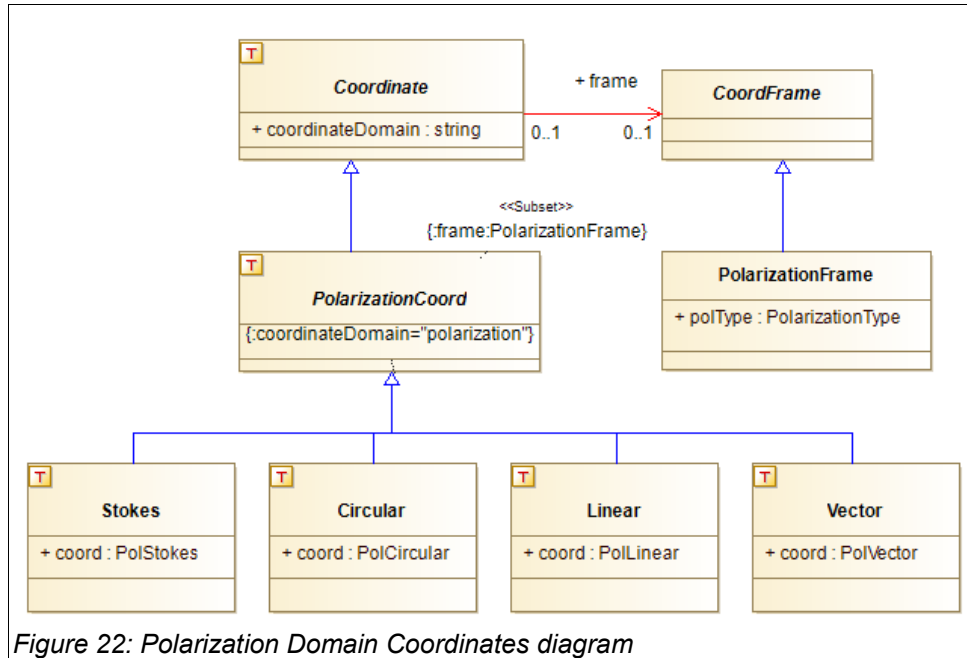 T
Coordinate
+ coordinateDomain : string
+ frame
0..1
0..1
CoordFrame
<<Subset>>
{:frame:PolarizationFrame}
T
PolarizationCoord
{:coordinateDomain="polarization"}
PolarizationFrame
+ polType : PolarizationType
T
Stokes
+ coord : PolStokes
T
Circular
+ coord : PolCircular
T
Linear
+ coord : PolLinear
T
Vector
+ coord : PolVector
Figure 22: Polarization Domain Coordinates diagram